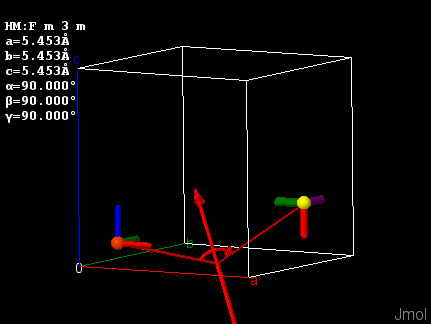 HM:F m 3 m
a=5.453Å
b=5.453Å
c=5.453Å
α=90.000°
β=90.000°
γ=90.000°
c
b
0
a
Jmol